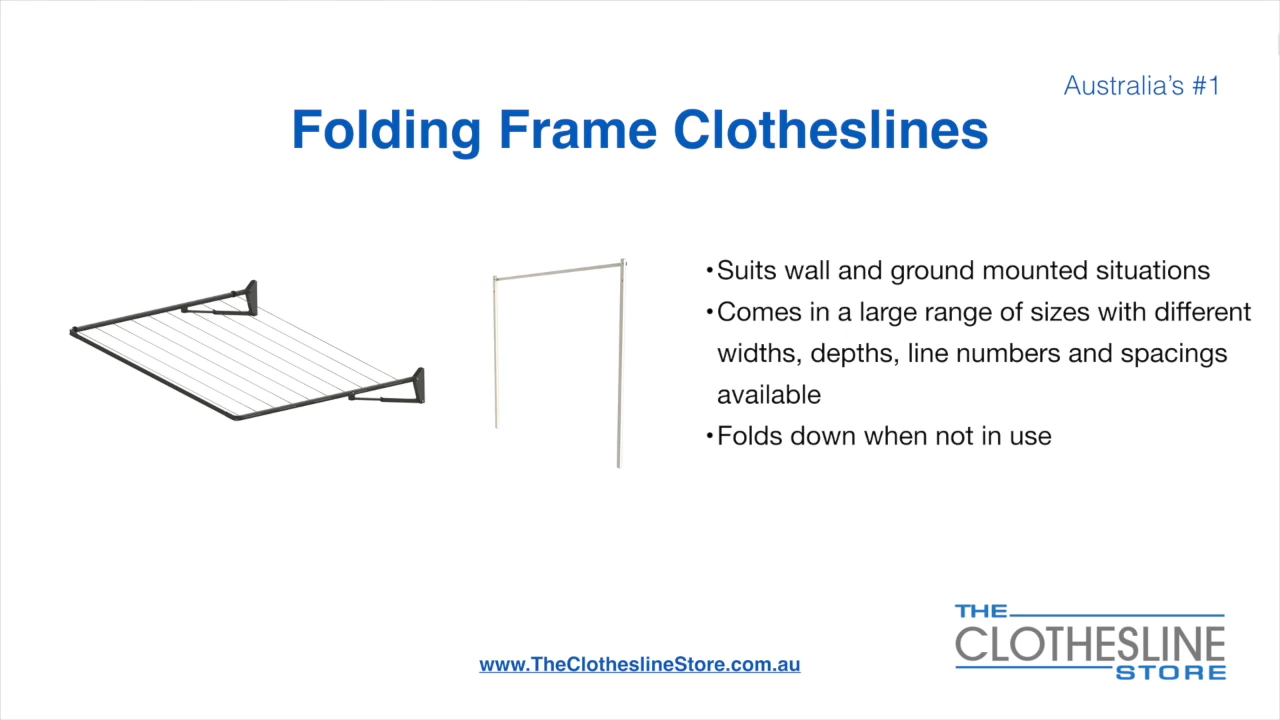 Australia's #1
Folding Frame Clotheslines
•Suits wall and ground mounted situations
•Comes in a large range of sizes with different
widths, depths, line numbers and spacings
available
•Folds down when not in use
www.TheClotheslineStore.com.au
THE
CLOTHESLINE
STORE